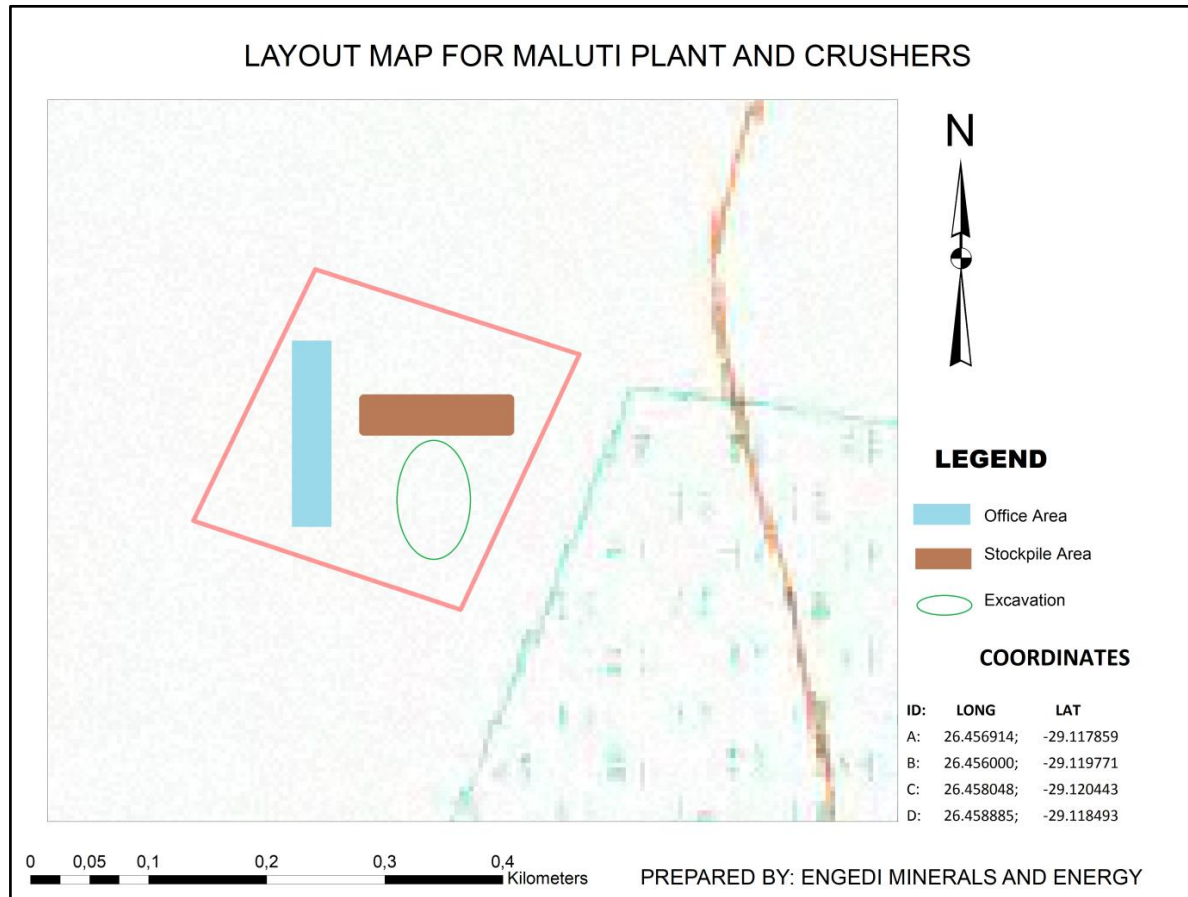 LAYOUT MAP FOR MALUTI PLANT AND CRUSHERS
N
LEGEND
Office Area
Stockpile Area
Excavation
COORDINATES
ID: LONG LAT
A: 26.456914; -29.117859
B: 26.456000; -29.119771
C: 26.458048; -29.120443
D: 26.458885; -29.118493
0 0,05 0,1 0,2 0,3 0,4
Kilometers
PREPARED BY: ENGEDI MINERALS AND ENERGY